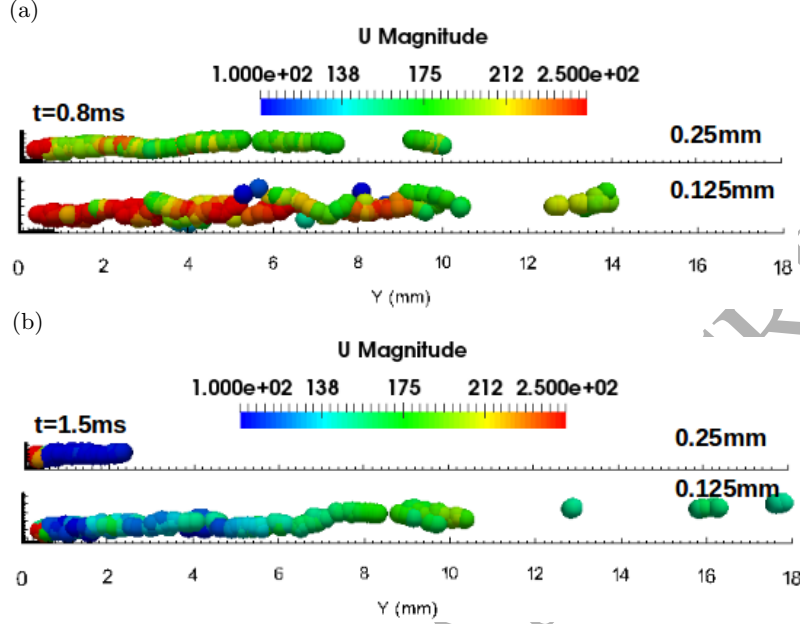 (a)
U Magnitude
1.000e+02 138 175 212 2.500e+02
t=0.8ms
0.25mm
0.125mm
0 2 4 6 8 10 12 14 16 18
Y (mm)
(b)
U Magnitude
1.000e+02 138 175 212 2.500e+02
t=1.5ms
0.25mm
0.125mm
0 2 4 6 8 10 12 14 16 18
Y (mm)